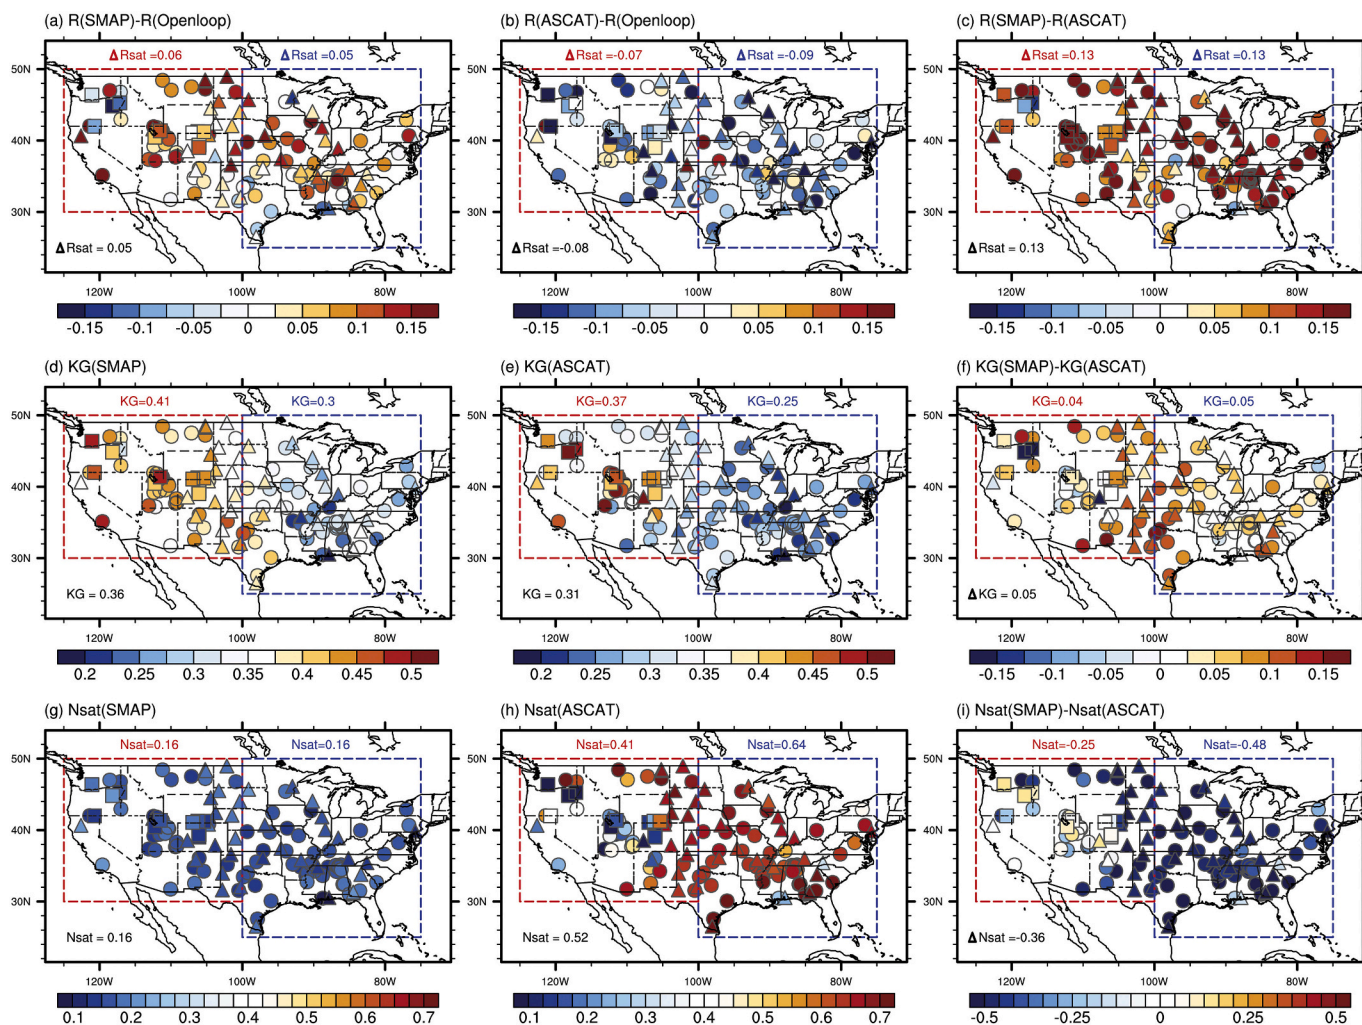 (a) R(SMAP)-R(Openloop)
(b) R(ASCAT)-R(Openloop)
(c) R(SMAP)-R(ASCAT)
Δ Rsat =0.06
Δ Rsat =0.05
Δ Rsat =-0.07
Δ Rsat =-0.09
Δ Rsat =0.13
Δ Rsat =0.13
50N
50N
50N
40N
40N
40N
30N
30N
30N
Δ Rsat = 0.05
Δ Rsat =-0.08
Δ Rsat = 0.13
120W 100W 80W
120W 100W 80W
120W 100W 80W
-0.15 -0.1 -0.05 0 0.05 0.1 0.15
-0.15 -0.1 -0.05 0 0.05 0.1 0.15
-0.15 -0.1 -0.05 0 0.05 0.1 0.15
(d) KG(SMAP)
(e) KG(ASCAT)
(f) KG(SMAP)-KG(ASCAT)
KG=0.41
KG=0.3
KG=0.37
KG=0.25
KG=0.04
KG=0.05
50N
50N
50N
40N
40N
40N
30N
30N
30N
KG = 0.36
KG = 0.31
Δ KG = 0.05
120W 100W 80W
120W 100W 80W
120W 100W 80W
0.2 0.25 0.3 0.35 0.4 0.45 0.5
0.2 0.25 0.3 0.35 0.4 0.45 0.5
-0.15 -0.1 -0.05 0 0.05 0.1 0.15
(g) Nsat(SMAP)
(h) Nsat(ASCAT)
(i) Nsat(SMAP)-Nsat(ASCAT)
Nsat=0.16
Nsat=0.16
Nsat=0.41
Nsat=0.64
Nsat=-0.25
Nsat=-0.48
50N
50N
50N
40N
40N
40N
30N
30N
30N
Nsat = 0.16
Nsat = 0.52
Δ Nsat =-0.36
120W 100W 80W
120W 100W 80W
120W 100W 80W
0.1 0.2 0.3 0.4 0.5 0.6 0.7
0.1 0.2 0.3 0.4 0.5 0.6 0.7
-0.5 -0.25 0 0.25 0.5